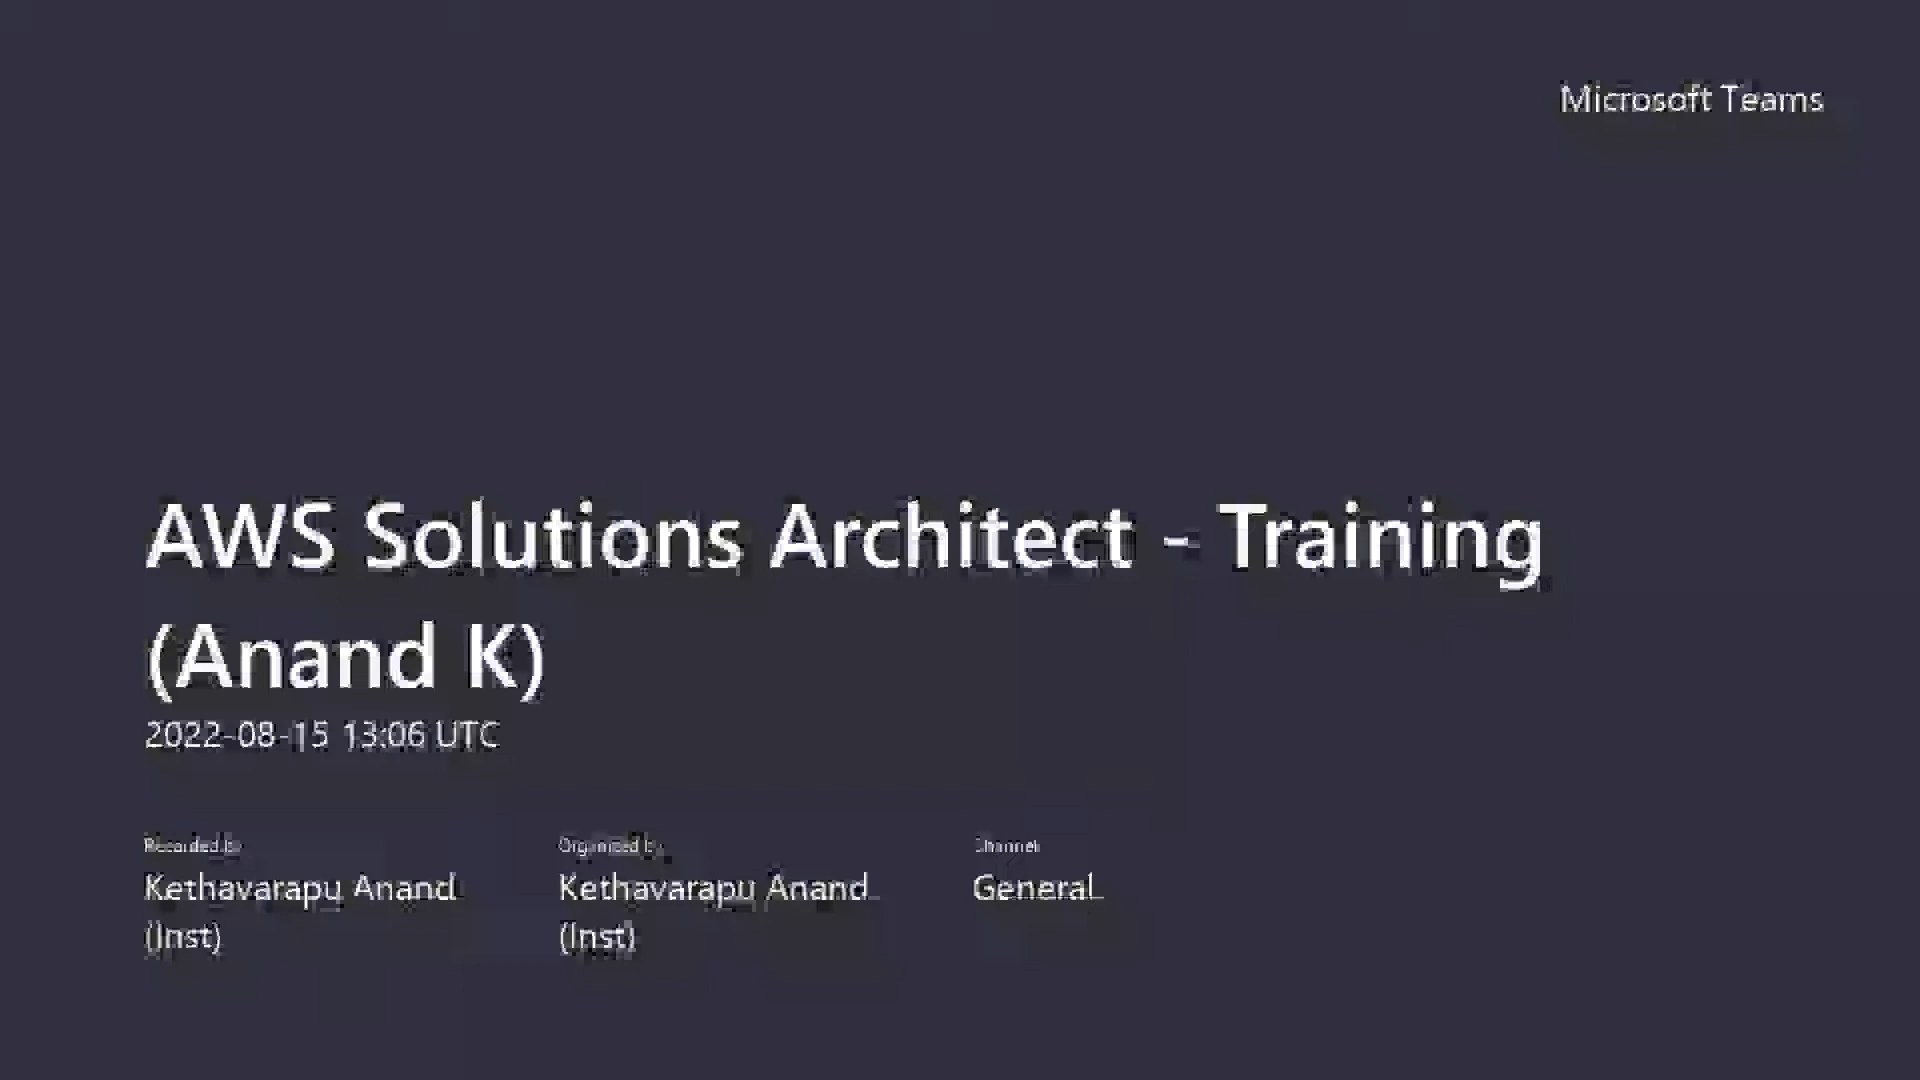 Microsoft Teams
AWS Solutions Architect - Training
(Anand K)
2022-08-15 13:06 UTC
Recorded by
Organized by
Channel
Kethavarapu Anand
Kethavarapu Anand
General
(Inst)
(Inst)